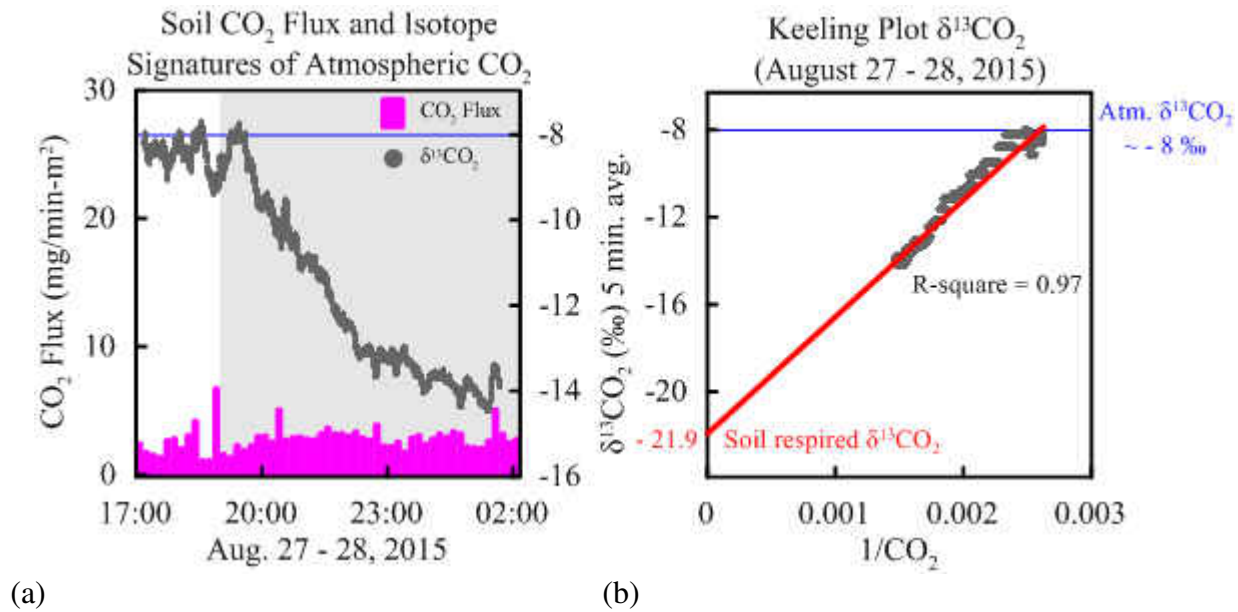 Soil CO₂ Flux and Isotope
Signatures of Atmospheric CO₂
CO₂ Flux (mg/min-m²)
30
20
10
0
CO₂ Flux
δ¹³CO₂
-8
-10
-12
-14
-16
δ¹³CO₂ (‰) 5 min. avg.
17:00 20:00 23:00 02:00
Aug. 27 - 28, 2015
(a)
Keeling Plot δ¹³CO₂
(August 27 - 28, 2015)
-8
-12
-16
-20
- 21.9
Atm. δ¹³CO₂
~ - 8 ‰
R-square = 0.97
Soil respired δ¹³CO₂
0 0.001 0.002 0.003
1/CO₂
(b)